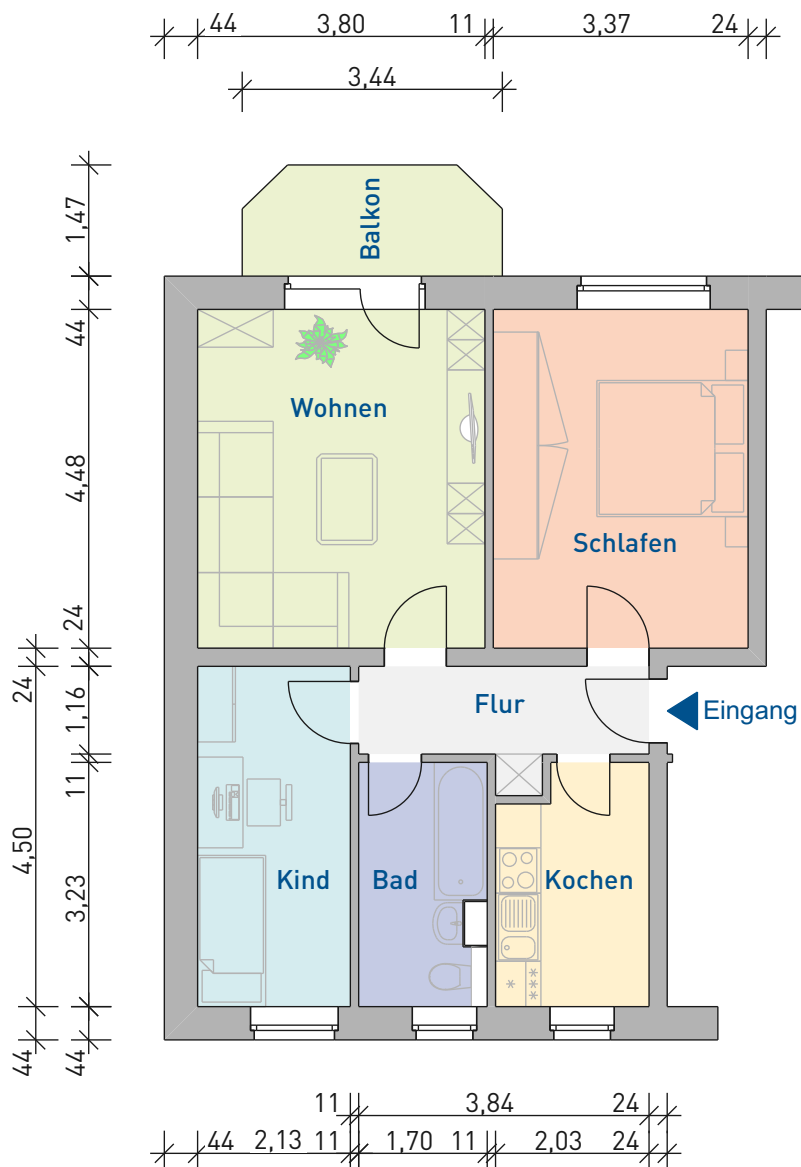 44 3,80 11 3,37 24
3,44
1,47
Balkon
44
Wohnen
4,48
Schlafen
24
24
1,16
Flur
Eingang
11
4,50
Kind
Bad
Kochen
3,23
44
44
11 3,84 24
44 2,13 11 1,70 11 2,03 24